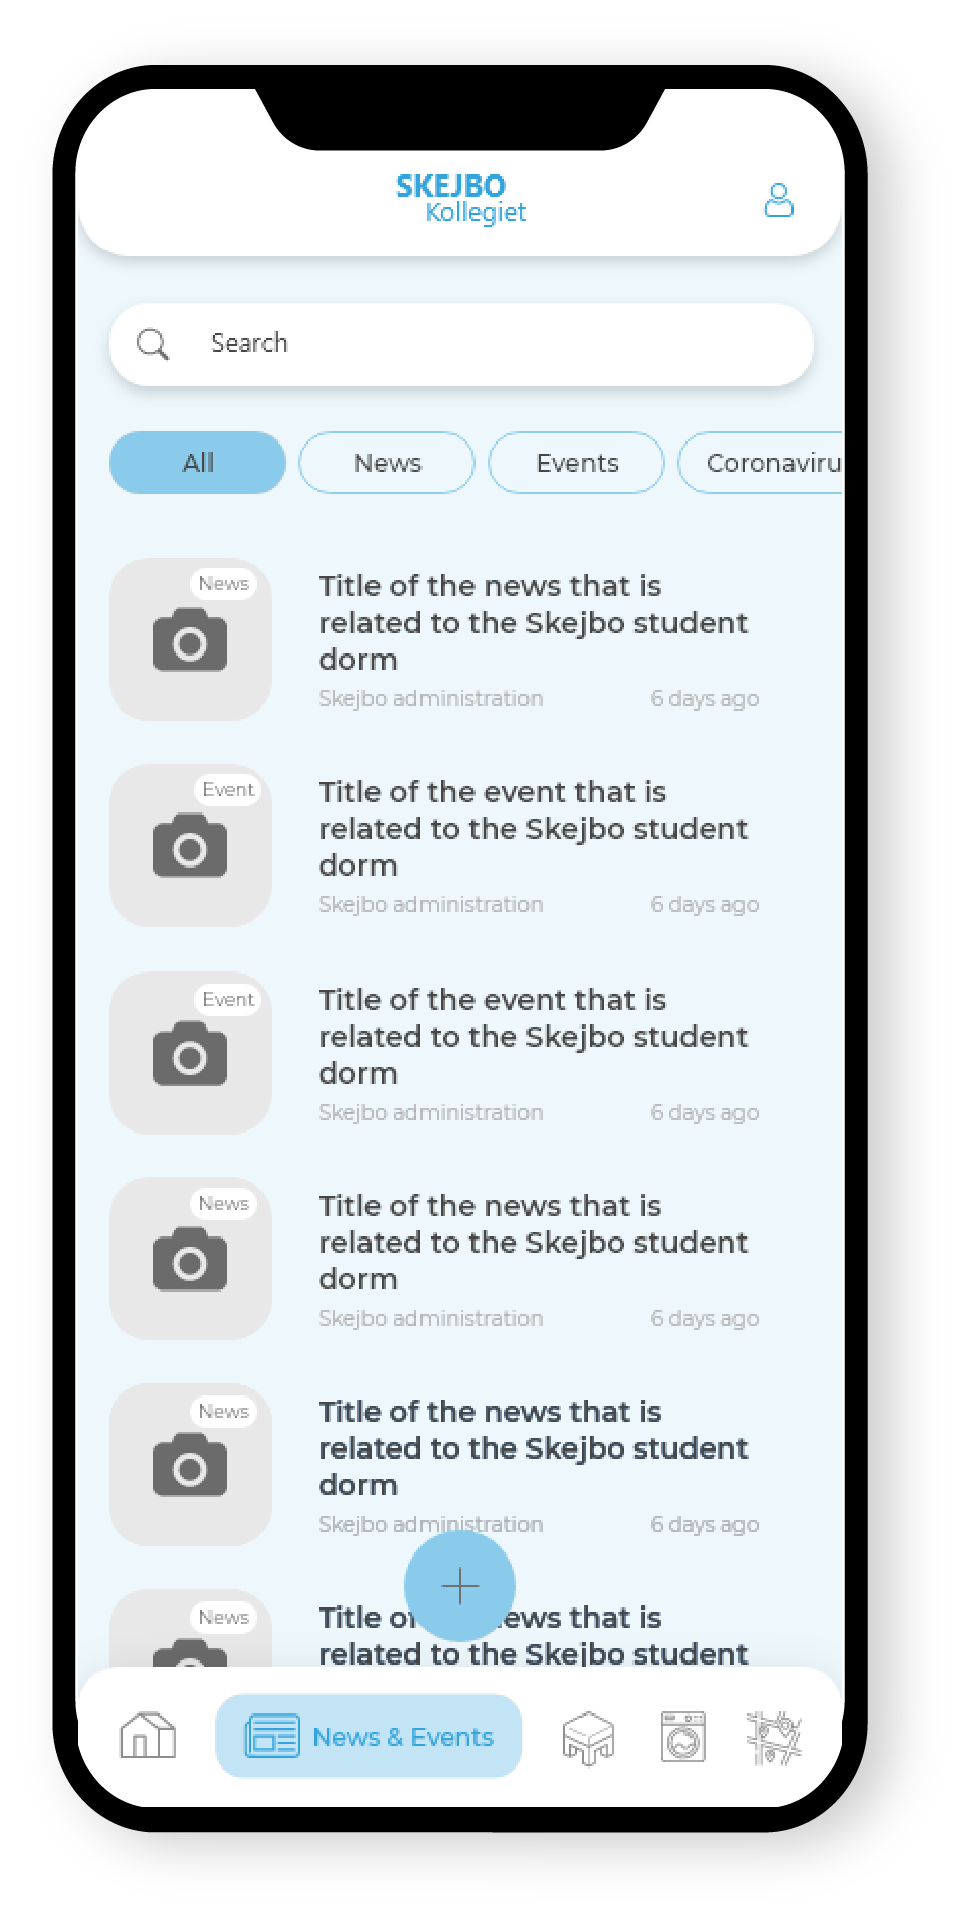 SKEJBO
Kollegiet
Search
All
News
Events
Coronaviru
News
Title of the news that is
related to the Skejbo student
dorm
Skejbo administration
6 days ago
Event
Title of the event that is
related to the Skejbo student
dorm
Skejbo administration
6 days ago
Event
Title of the event that is
related to the Skejbo student
dorm
Skejbo administration
6 days ago
News
Title of the news that is
related to the Skejbo student
dorm
Skejbo administration
6 days ago
News
Title of the news that is
related to the Skejbo student
dorm
Skejbo administration
6 days ago
News
Title of ews that is
related to the Skejbo student
News & Events